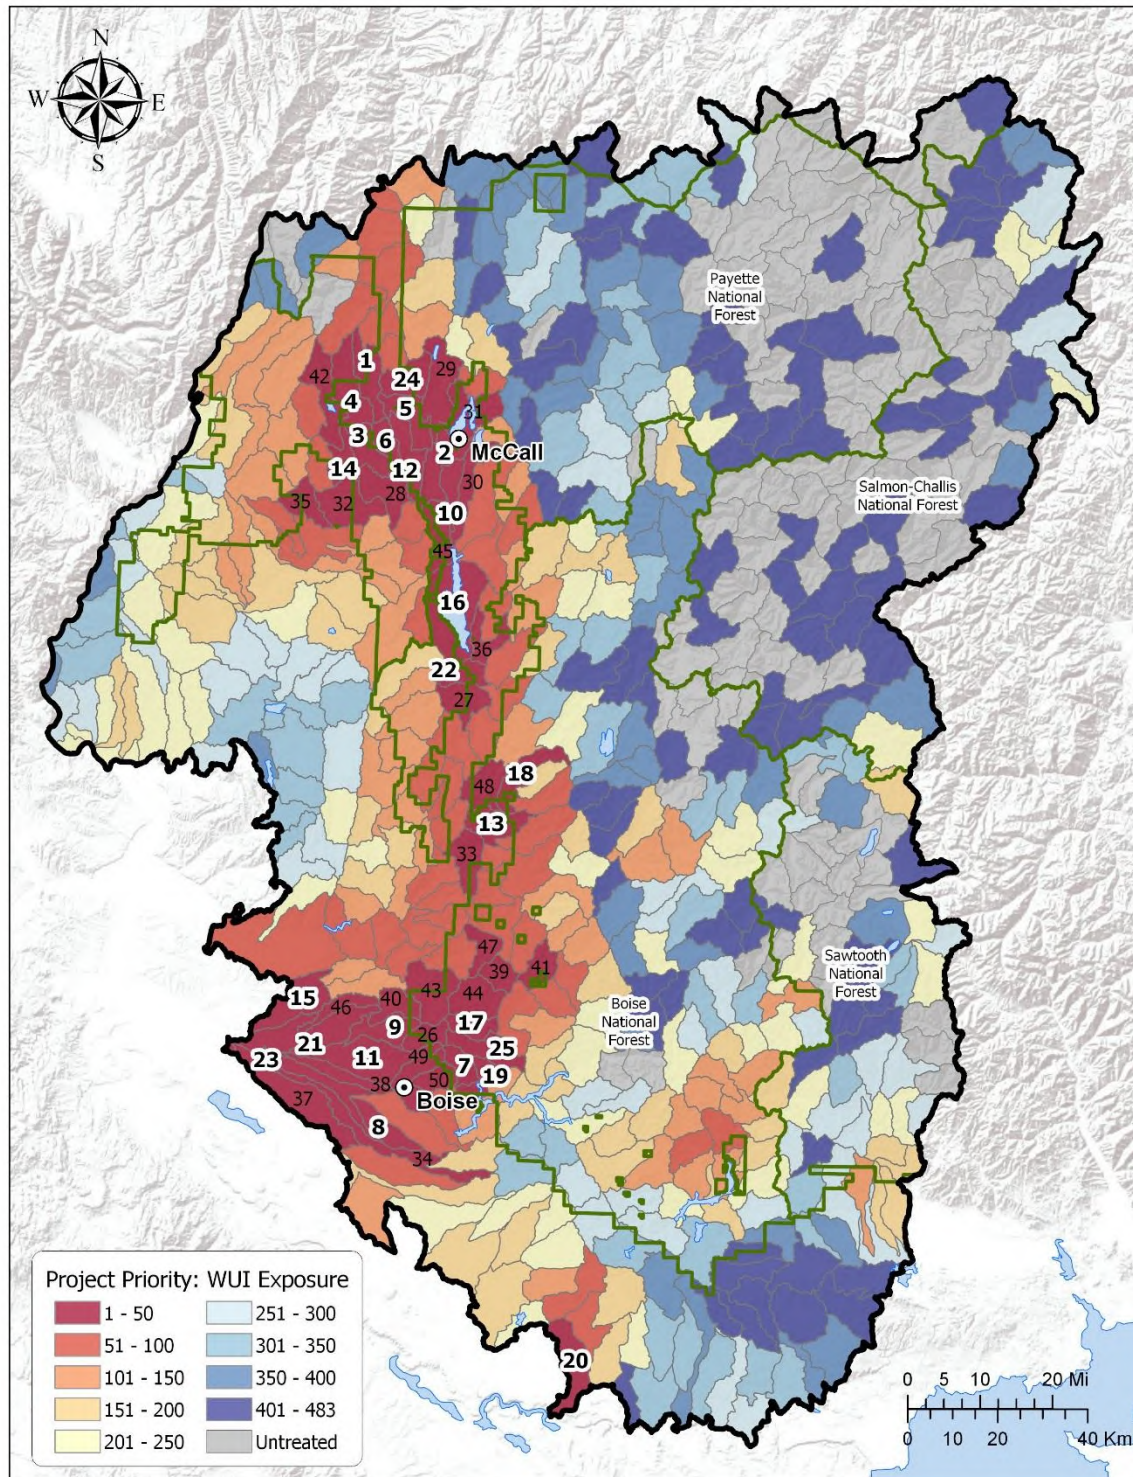 N
W E
S
Payette
National
Forest
1
42
24
29
4
5
31
3
6
2
McCall
14
12
30
35
32
28
10
Salmon-Challis
National Forest
45
16
36
22
27
18
48
13
33
47
39
41
Sawtooth
National
Forest
43
15
46
40
44
Boise
National
Forest
9
17
26
21
25
23
11
49
7
19
38
50
Boise
37
8
34
20
Project Priority: WUI Exposure
1 - 50
51 - 100
101 - 150
151 - 200
201 - 250
251 - 300
301 - 350
350 - 400
401 - 483
Untreated
0 5 10 20 Mi
0 10 20 40 Km